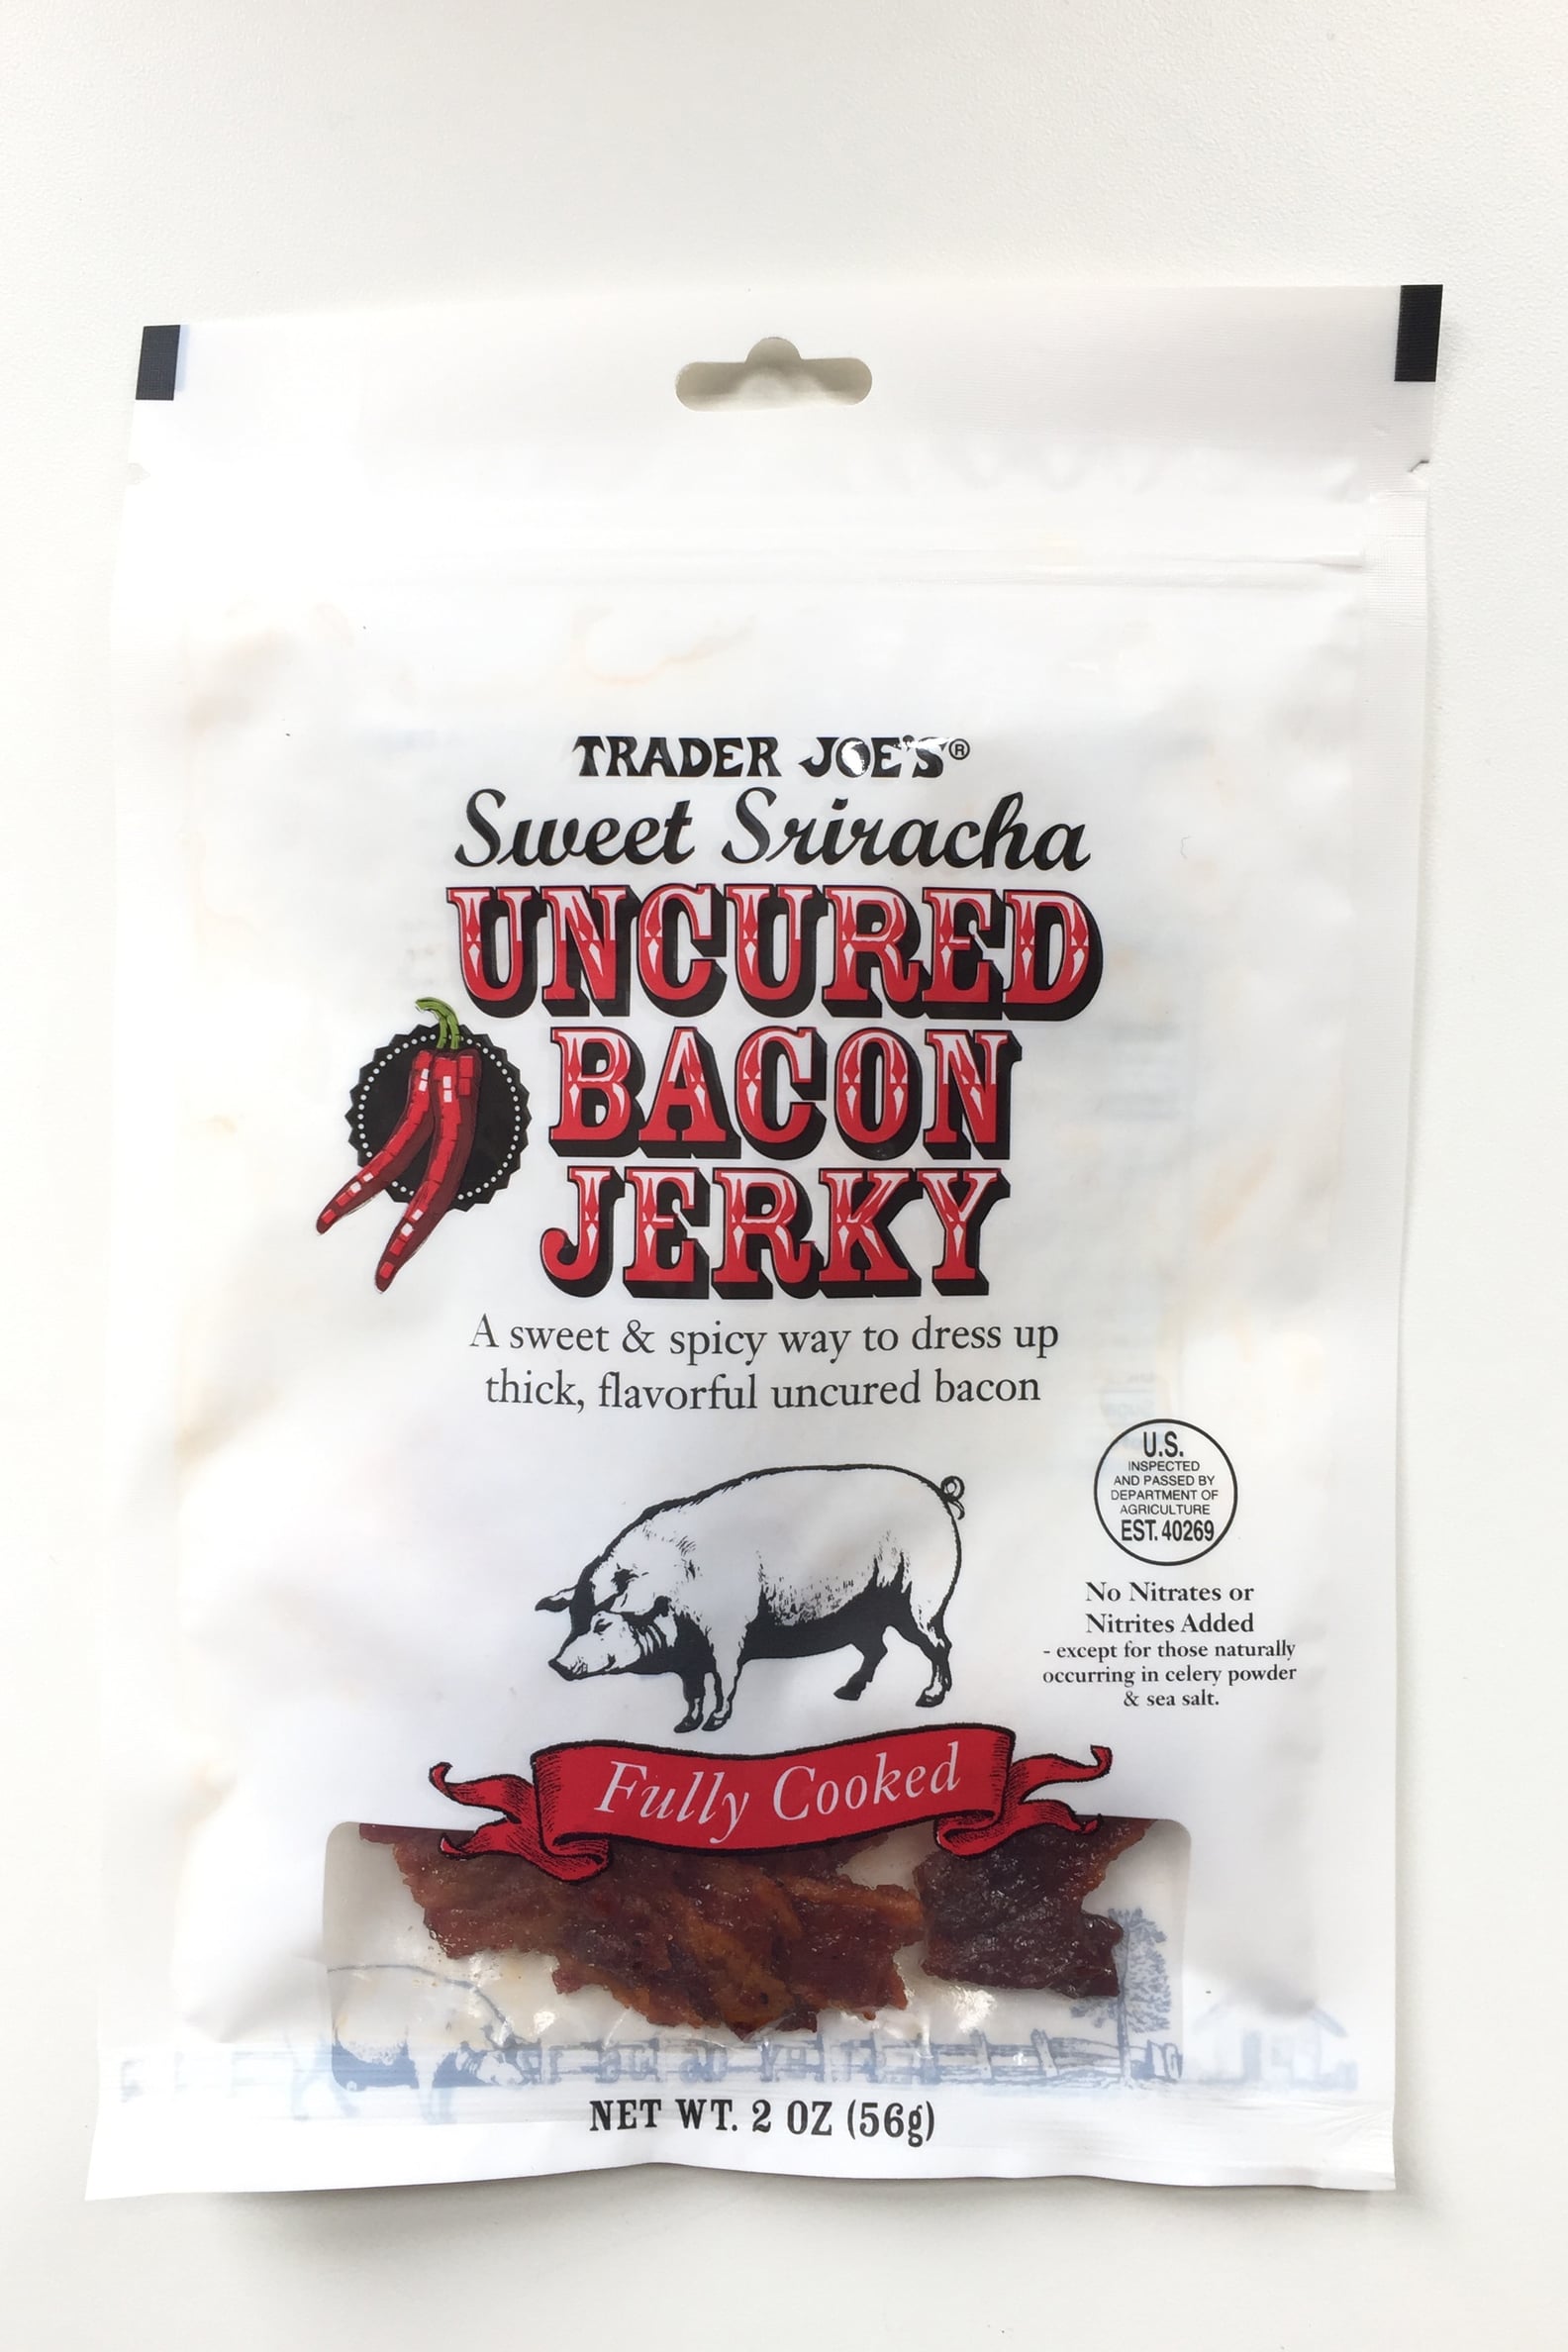 TRADER JOE'S®
Sweet Sriracha
UNCURED
BACON
JERKY
A sweet & spicy way to dress up
thick, flavorful uncured bacon
U.S.
INSPECTED
AND PASSED BY
DEPARTMENT OF
AGRICULTURE
EST. 40269
No Nitrates or
Nitrites Added
- except for those naturally
occurring in celery powder
& sea salt.
Fully Cooked
NET WT. 2 OZ (56g)